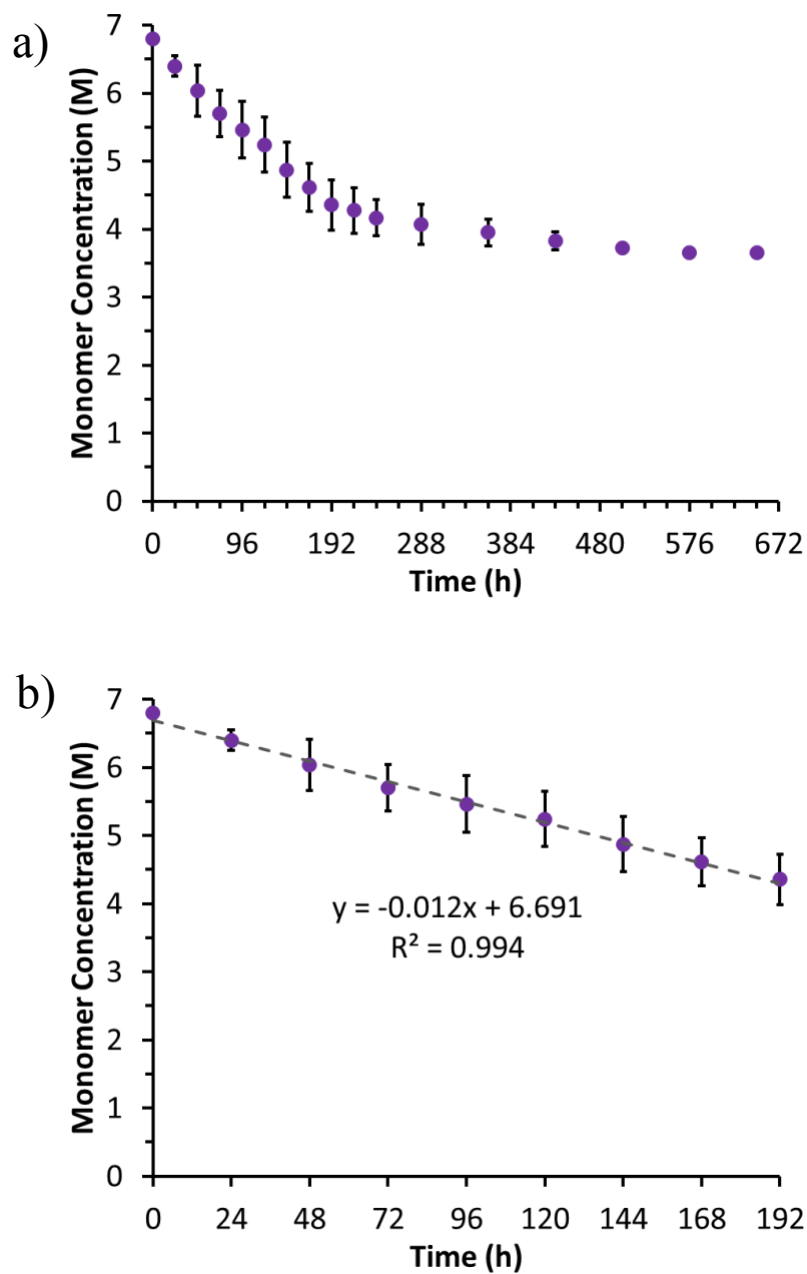 a)
7
6
5
4
3
2
1
0
Monomer Concentration (M)
0 96 192 288 384 480 576 672
Time (h)
b)
7
6
5
4
3
2
1
0
Monomer Concentration (M)
y = -0.012x + 6.691
R² = 0.994
0 24 48 72 96 120 144 168 192
Time (h)